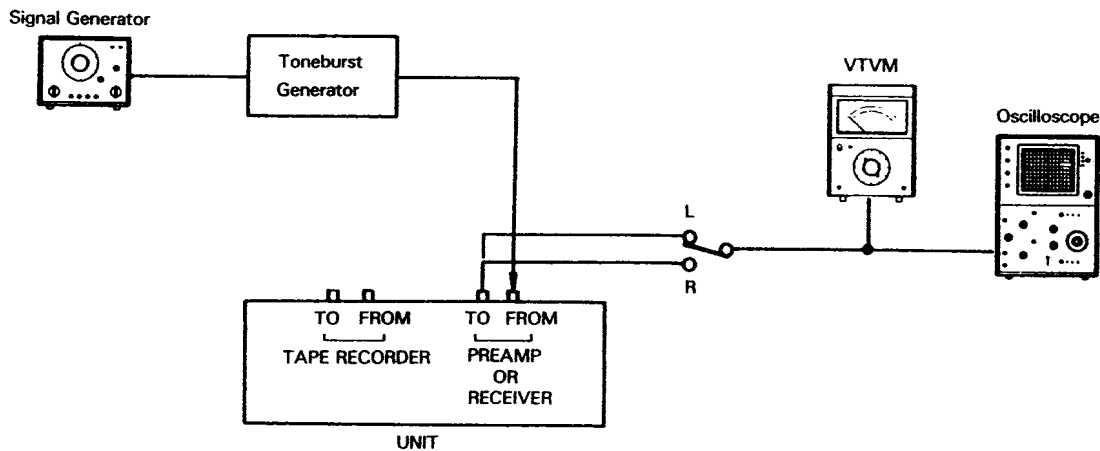 Signal Generator
Toneburst
Generator
VTVM
Oscilloscope
L
R
TO FROM
TAPE RECORDER
TO FROM
PREAMP
OR
RECEIVER
UNIT